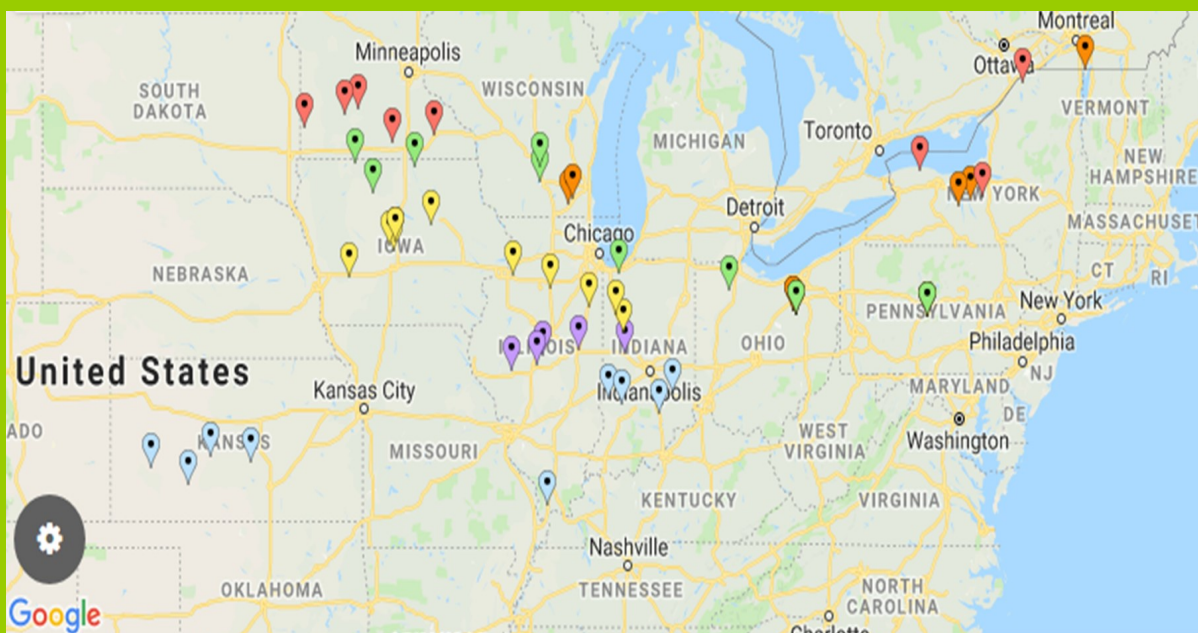 Montreal
Ottawa
Minneapolis
SOUTH
DAKOTA
WISCONSIN
VERMONT
MICHIGAN
Toronto
NEW
HAMPSHIRE
NEW YORK
MASSACHUSET
Detroit
Chicago
IOWA
NEBRASKA
CT
RI
New York
PENNSYLVANIA
ILLINOIS
INDIANA
OHIO
Philadelphia
United States
NJ
Kansas City
Indianapolis
MARYLAND
DE
ADO
KANSAS
MISSOURI
WEST
VIRGINIA
Washington
KENTUCKY
VIRGINIA
Nashville
OKLAHOMA
TENNESSEE
NORTH
CAROLINA
Google
Charlotte